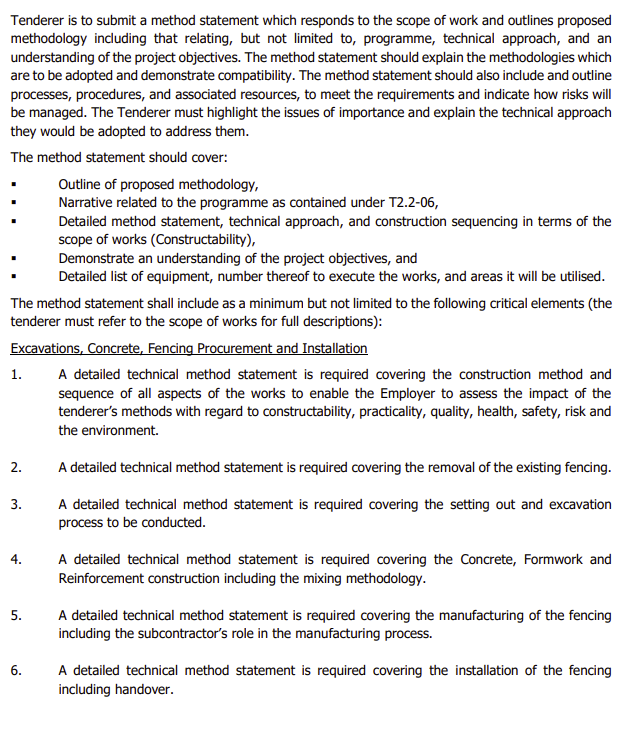 Tenderer is to submit a method statement which responds to the scope of work and outlines proposed
methodology including that relating, but not limited to, programme, technical approach, and an
understanding of the project objectives. The method statement should explain the methodologies which
are to be adopted and demonstrate compatibility. The method statement should also include and outline
processes, procedures, and associated resources, to meet the requirements and indicate how risks will
be managed. The Tenderer must highlight the issues of importance and explain the technical approach
they would be adopted to address them.
The method statement should cover:
▪ Outline of proposed methodology,
▪ Narrative related to the programme as contained under T2.2-06,
▪ Detailed method statement, technical approach, and construction sequencing in terms of the
scope of works (Constructability),
▪ Demonstrate an understanding of the project objectives, and
▪ Detailed list of equipment, number thereof to execute the works, and areas it will be utilised.
The method statement shall include as a minimum but not limited to the following critical elements (the
tenderer must refer to the scope of works for full descriptions):
Excavations, Concrete, Fencing Procurement and Installation
1. A detailed technical method statement is required covering the construction method and
sequence of all aspects of the works to enable the Employer to assess the impact of the
tenderer's methods with regard to constructability, practicality, quality, health, safety, risk and
the environment.
2. A detailed technical method statement is required covering the removal of the existing fencing.
3. A detailed technical method statement is required covering the setting out and excavation
process to be conducted.
4. A detailed technical method statement is required covering the Concrete, Formwork and
Reinforcement construction including the mixing methodology.
5. A detailed technical method statement is required covering the manufacturing of the fencing
including the subcontractor's role in the manufacturing process.
6. A detailed technical method statement is required covering the installation of the fencing
including handover.